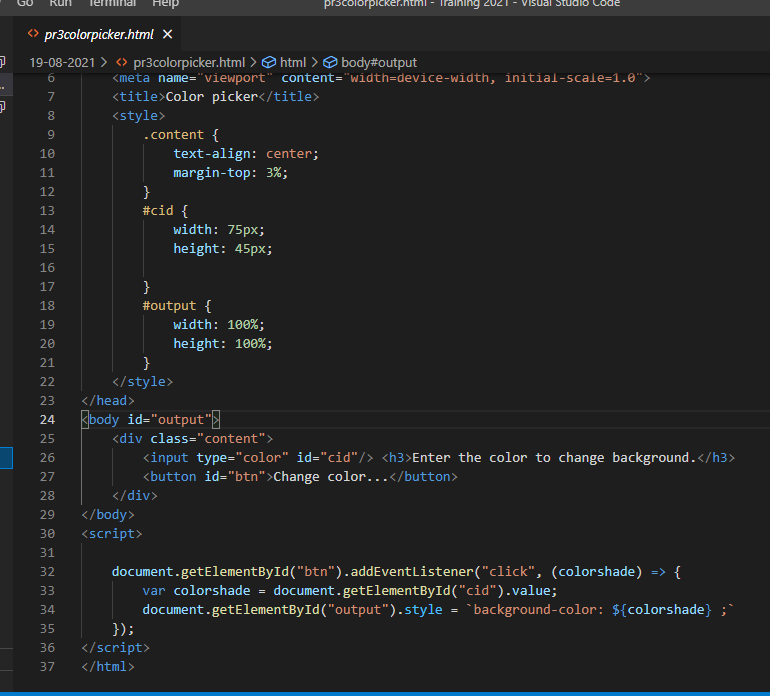 Go Run Terminal Help pr3colorpicker.html - Training 2021 - Visual Studio Code
<> pr3colorpicker.html ×
19-08-2021 > <> pr3colorpicker.html > html > body#output
6 <meta name="viewport" content="width=device-width, initial-scale=1.0">
7 <title>Color picker</title>
8 <style>
9 .content {
10 text-align: center;
11 margin-top: 3%;
12 }
13 #cid {
14 width: 75px;
15 height: 45px;
16
17 }
18 #output {
19 width: 100%;
20 height: 100%;
21 }
22 </style>
23 </head>
24 <body id="output">
25 <div class="content">
26 <input type="color" id="cid"/> <h3>Enter the color to change background.</h3>
27 <button id="btn">Change color...</button>
28 </div>
29 </body>
30 <script>
31
32 document.getElementById("btn").addEventListener("click", (colorshade) => {
33 var colorshade = document.getElementById("cid").value;
34 document.getElementById("output").style = `background-color: ${colorshade} ;`
35 });
36 </script>
37 </html>